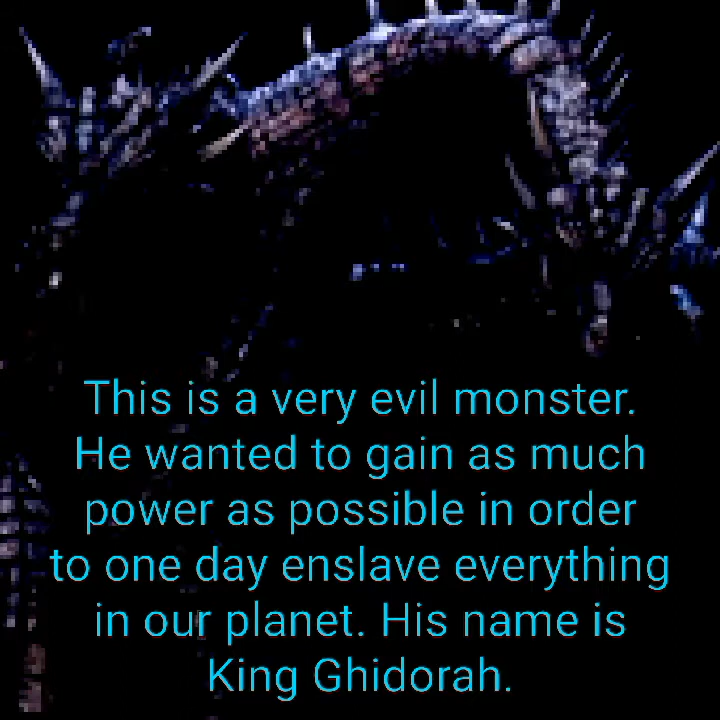 This is a very evil monster.
He wanted to gain as much
power as possible in order
to one day enslave everything
in our planet. His name is
King Ghidorah.